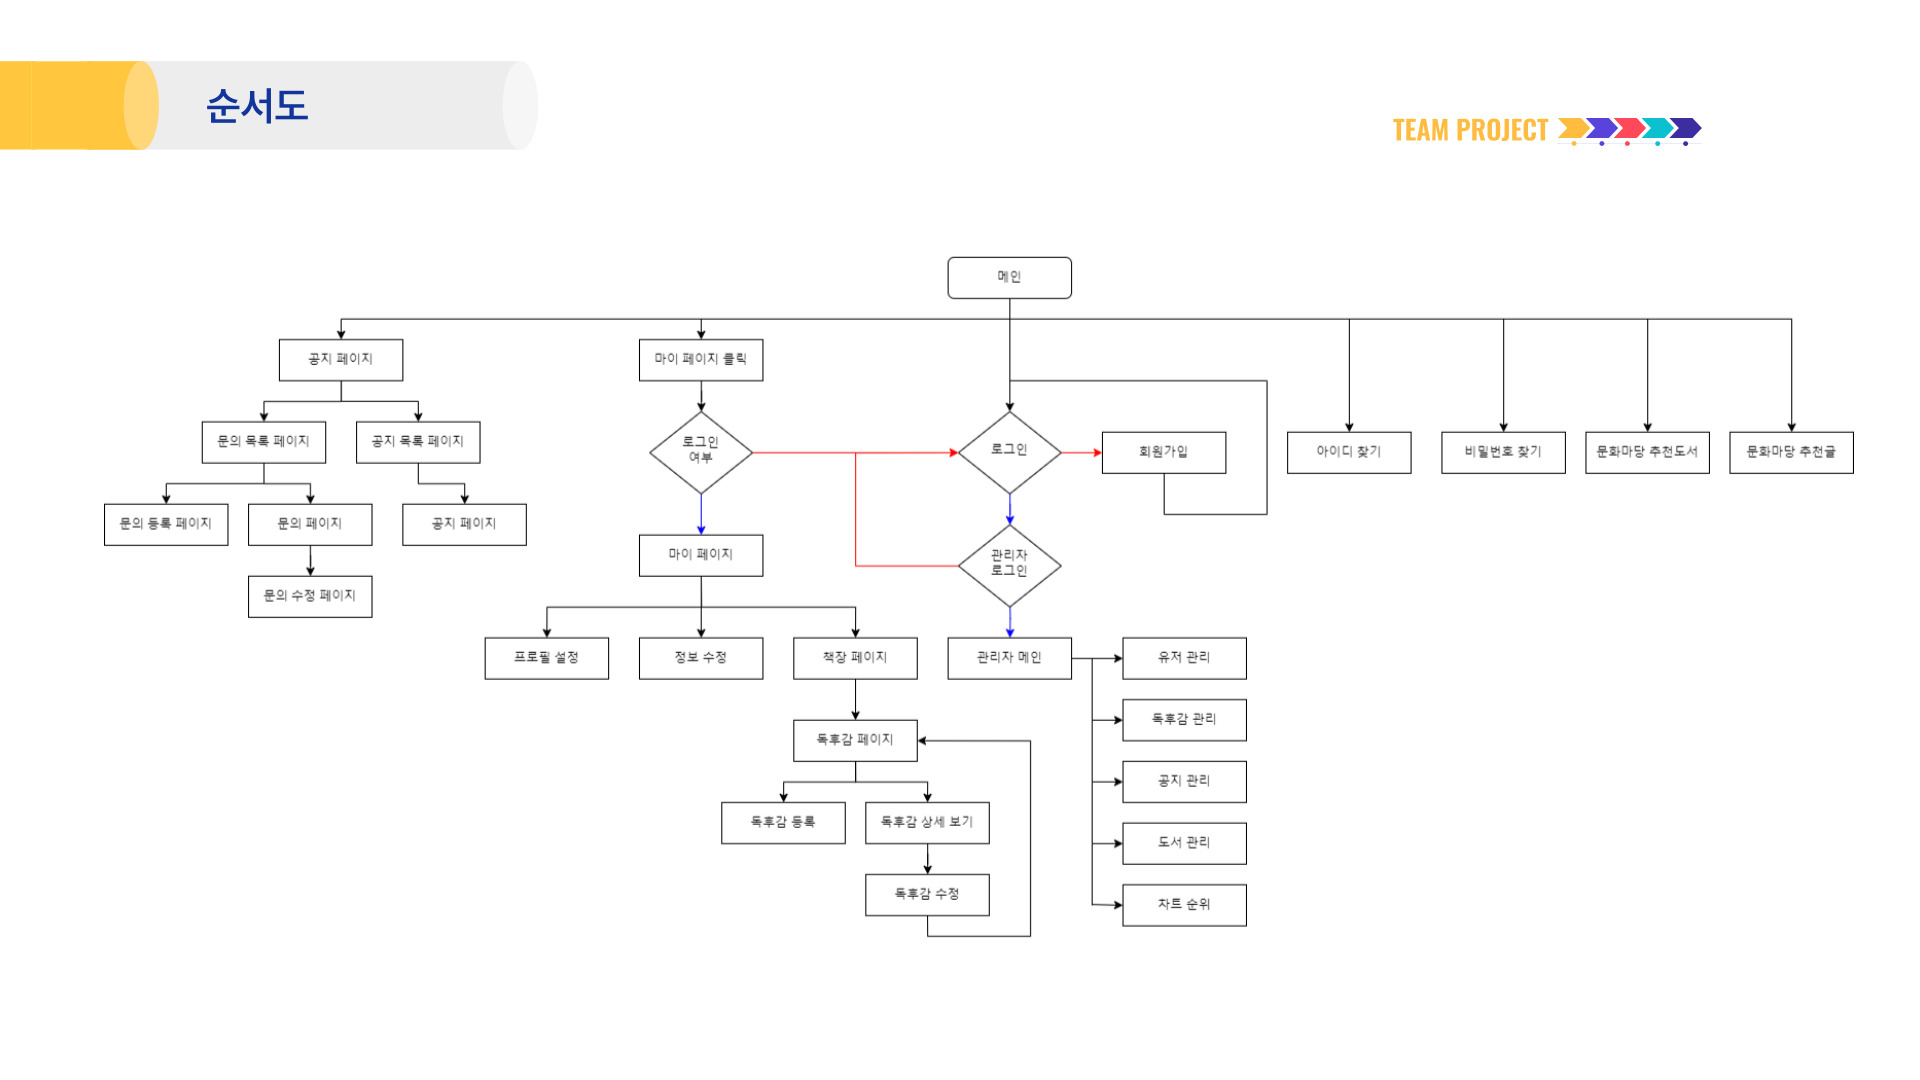 순서도
TEAM PROJECT
메인
공지 페이지
마이 페이지 클릭
문의 목록 페이지
공지 목록 페이지
로그인
여부
로그인
회원가입
아이디 찾기
비밀번호 찾기
문화마당 추천도서
문화마당 추천글
문의 등록 페이지
문의 페이지
공지 페이지
마이 페이지
관리자
로그인
문의 수정 페이지
프로필 설정
정보 수정
책장 페이지
관리자 메인
유저 관리
독후감 관리
독후감 페이지
공지 관리
독후감 등록
독후감 상세 보기
도서 관리
독후감 수정
차트 순위